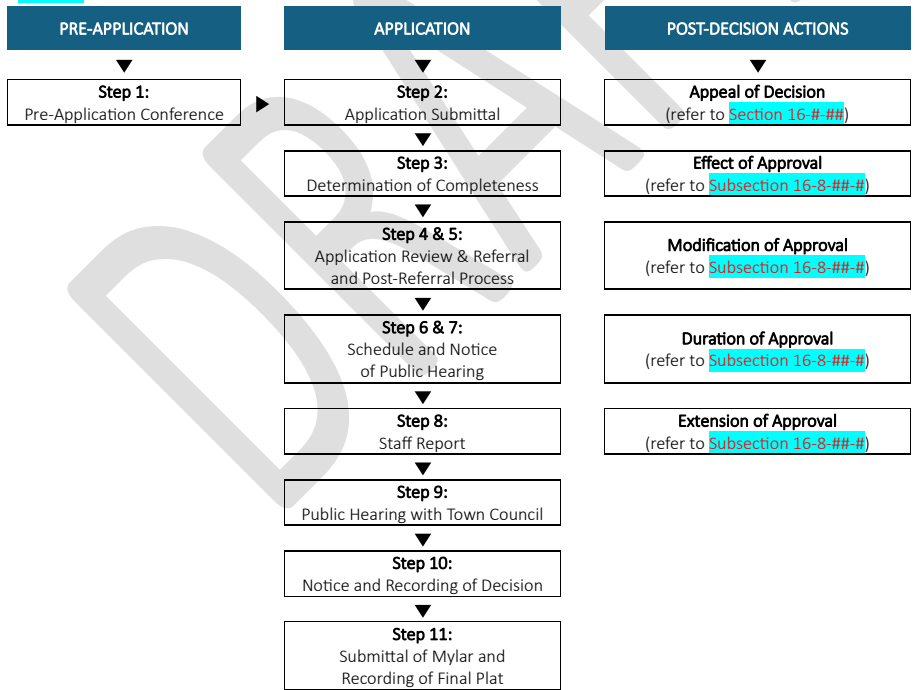 PRE-APPLICATION
Step 1:
Pre-Application Conference
APPLICATION
Step 2:
Application Submittal
Step 3:
Determination of Completeness
Step 4 & 5:
Application Review & Referral
and Post-Referral Process
Step 6 & 7:
Schedule and Notice
of Public Hearing
Step 8:
Staff Report
Step 9:
Public Hearing with Town Council
Step 10:
Notice and Recording of Decision
Step 11:
Submittal of Mylar and
Recording of Final Plat
POST-DECISION ACTIONS
Appeal of Decision
(refer to Section 16-#-##)
Effect of Approval
(refer to Subsection 16-8-##-#)
Modification of Approval
(refer to Subsection 16-8-##-#)
Duration of Approval
(refer to Subsection 16-8-##-#)
Extension of Approval
(refer to Subsection 16-8-##-#)